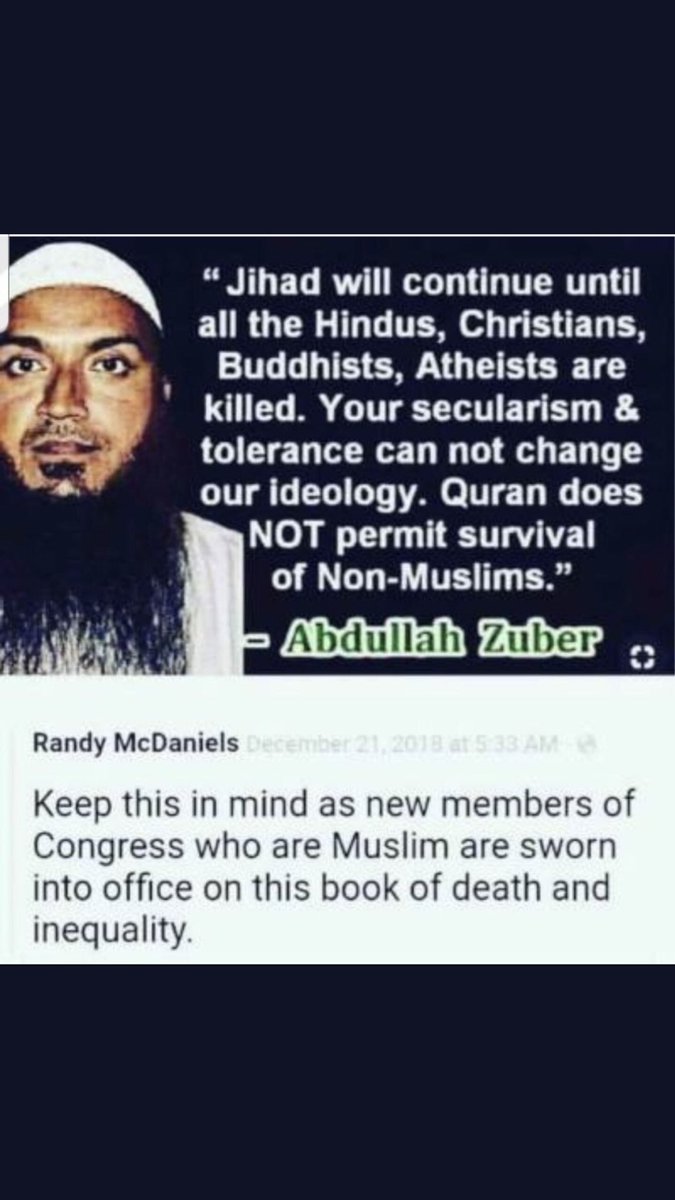 “Jihad will continue until
all the Hindus, Christians,
Buddhists, Atheists are
killed. Your secularism &
tolerance can not change
our ideology. Quran does
NOT permit survival
of Non-Muslims.”
- Abdullah Zuber
Randy McDaniels December 21, 2018 at 5:33 AM
Keep this in mind as new members of
Congress who are Muslim are sworn
into office on this book of death and
inequality.